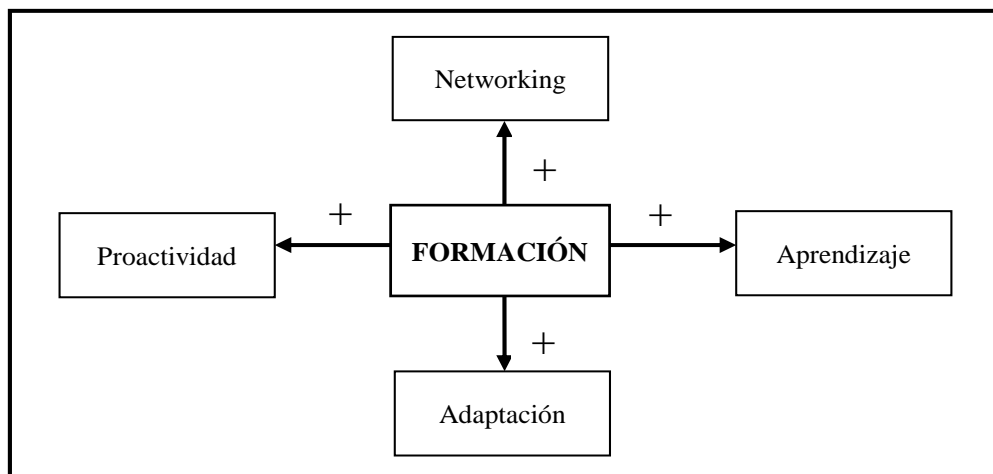 Networking
+
+
+
Proactividad
FORMACIÓN
Aprendizaje
+
Adaptación